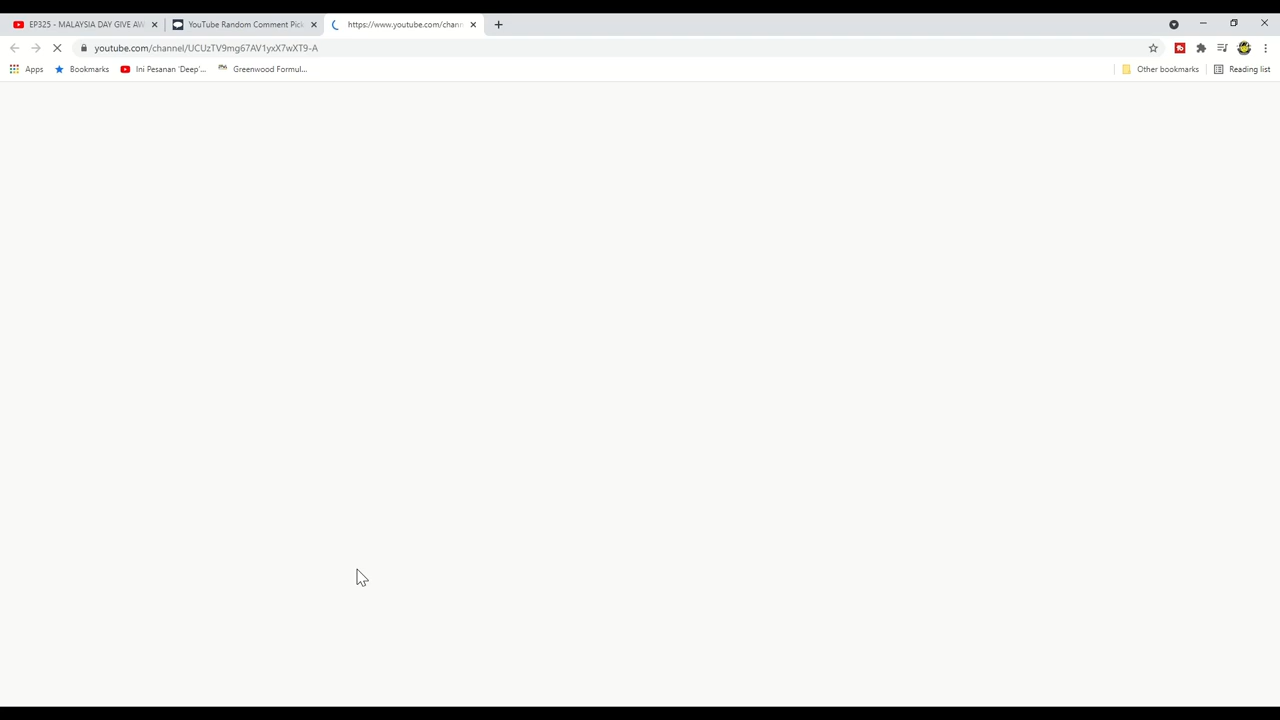 EP325 - MALAYSIA DAY GIVE AW
YouTube Random Comment Pick
https://www.youtube.com/chann
youtube.com/channel/UCUzTV9mg67AV1yxX7wXT9-A
Apps
Bookmarks
Ini Pesanan 'Deep'...
Greenwood Formul...
Other bookmarks
Reading list